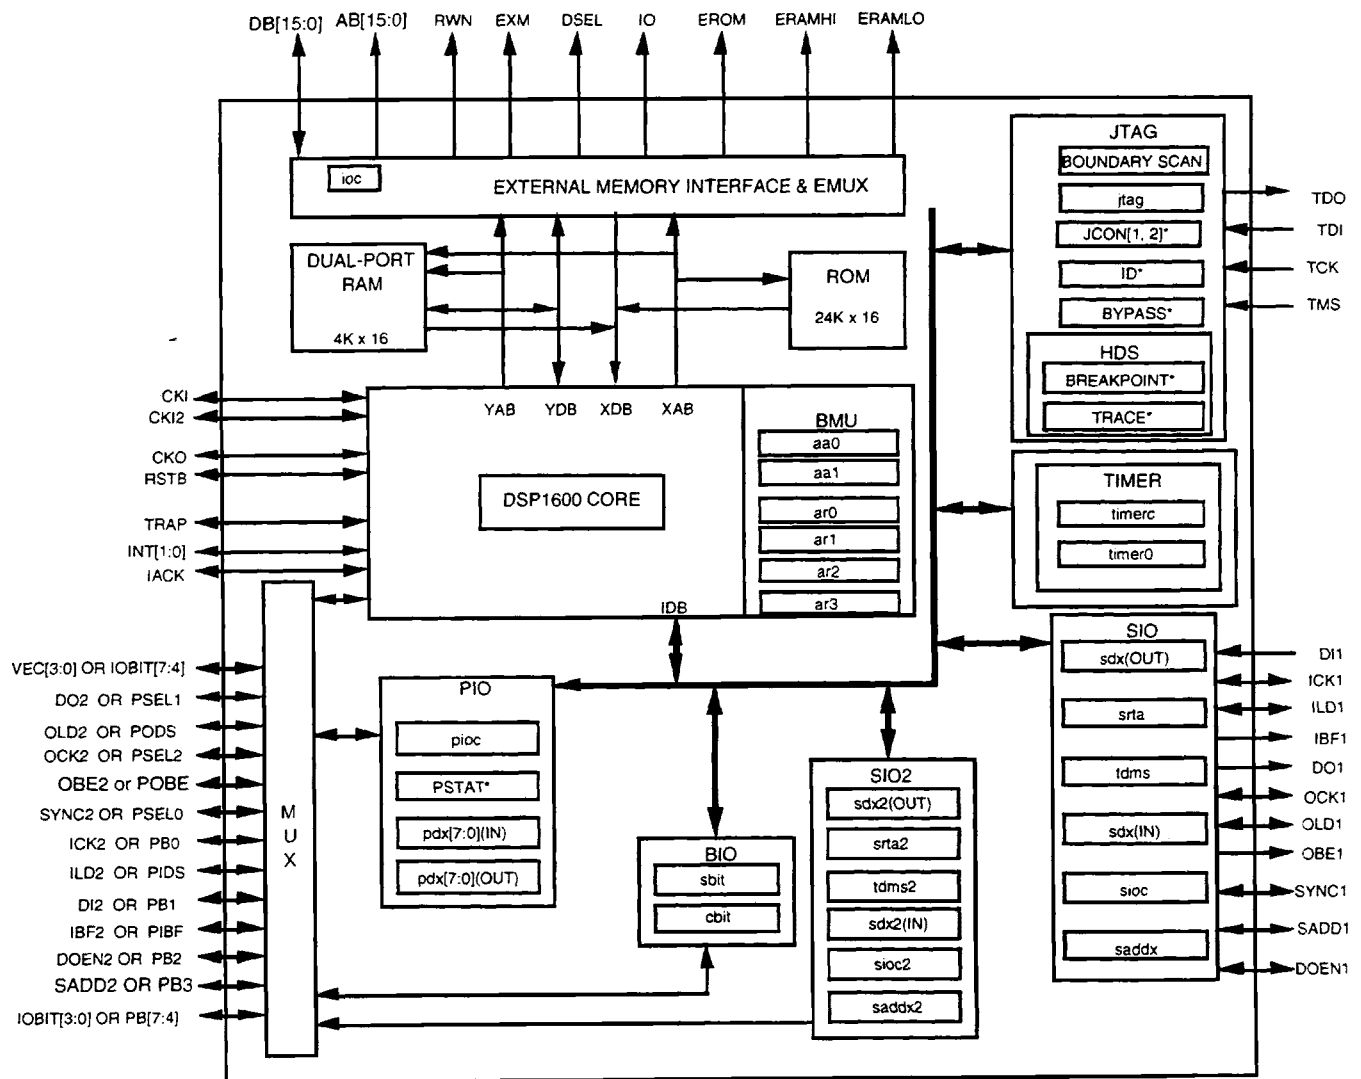 DB[15:0] AB[15:0] RWN EXM DSEL IO EROM ERAMHI ERAMLO
ioc
EXTERNAL MEMORY INTERFACE & EMUX
DUAL-PORT
RAM
4K x 16
ROM
24K x 16
CKI
CKI2
CKO
RSTB
TRAP
INT[1:0]
IACK
YAB YDB XDB XAB
DSP1600 CORE
IDB
BMU
aa0
aa1
ar0
ar1
ar2
ar3
JTAG
BOUNDARY SCAN
jtag
JCON[1, 2]*
ID*
BYPASS*
HDS
BREAKPOINT*
TRACE*
TDO
TDI
TCK
TMS
TIMER
timerc
timer0
VEC[3:0] OR IOBIT[7:4]
DO2 OR PSEL1
OLD2 OR PODS
OCK2 OR PSEL2
OBE2 or POBE
SYNC2 OR PSEL0
ICK2 OR PB0
ILD2 OR PIDS
DI2 OR PB1
IBF2 OR PIBF
DOEN2 OR PB2
SADD2 OR PB3
IOBIT[3:0] OR PB[7:4]
M
U
X
PIO
pioc
PSTAT*
pdx[7:0](IN)
pdx[7:0](OUT)
BIO
sbit
cbit
SIO2
sdx2(OUT)
srta2
tdms2
sdx2(IN)
sioc2
saddx2
SIO
sdx(OUT)
srta
tdms
sdx(IN)
sioc
saddx
DI1
ICK1
ILD1
IBF1
DO1
OCK1
OLD1
OBE1
SYNC1
SADD1
DOEN1